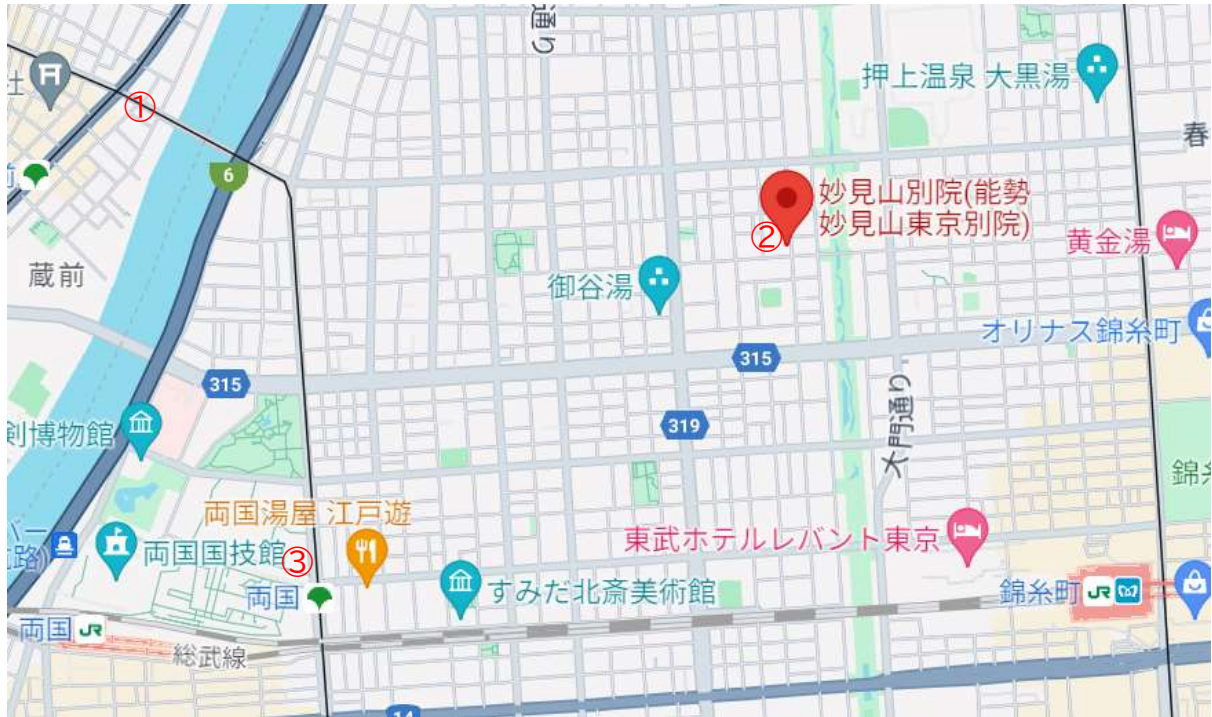 通り
押上温泉 大黒湯
社
①
春
6
妙見山別院(能勢
妙見山東京別院)
②
黄金湯
蔵前
御谷湯
オリナス錦糸町
315
315
319
剣博物館
大門通り
錦糸
両国湯屋 江戸遊
両国国技館
③
東武ホテルレバント東京
両国
すみだ北斎美術館
錦糸町 JR
両国 JR
総武線
14